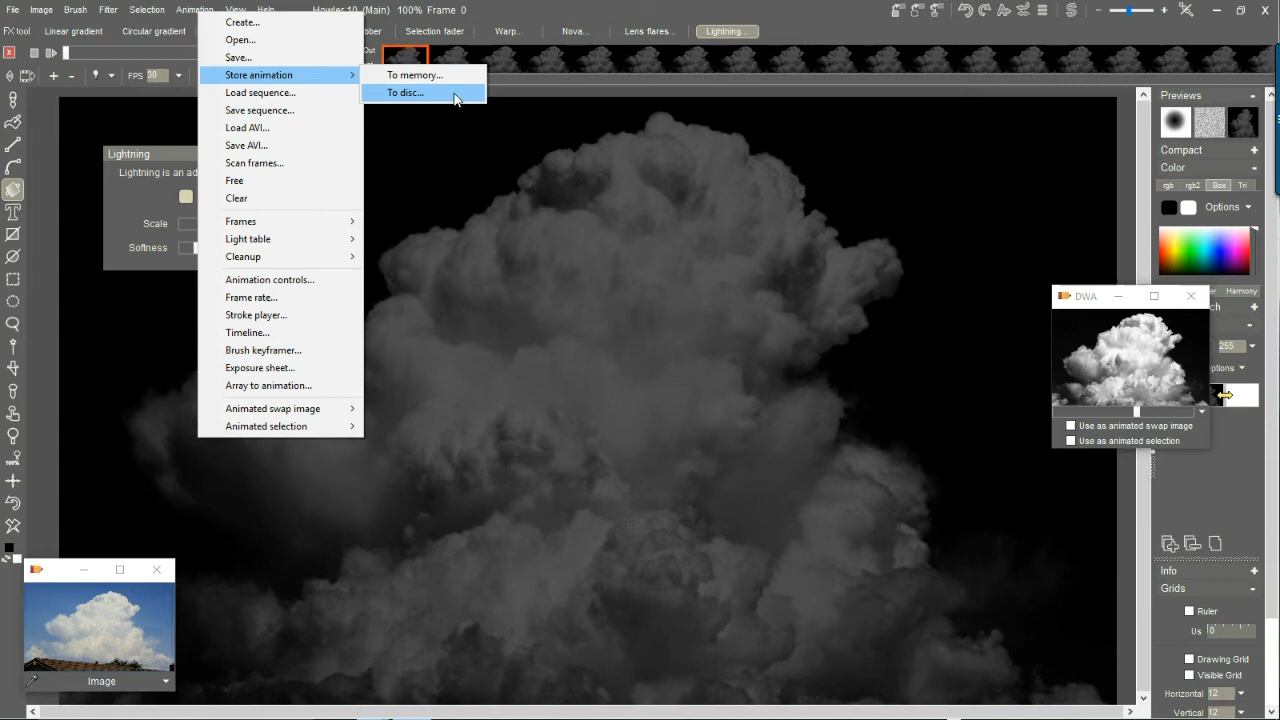 File Image Brush Filter Selection Animation View Help Howler 10 (Main) 100% Frame 0
FX tool Linear gradient Circular gradient Selection fader Warp... Nova... Lens flares... Lightning...
Out
FPS 30
Create...
Open...
Save...
Store animation
To memory...
To disc...
Load sequence...
Save sequence...
Load AVI...
Save AVI...
Scan frames...
Free
Clear
Frames
Light table
Cleanup
Animation controls...
Frame rate...
Stroke player...
Timeline...
Brush keyframer...
Exposure sheet...
Array to animation...
Animated swap image
Animated selection
Lightning
Lightning is an ad
Scale
Softness
100%
Image
Previews
Compact
Color
rgb rgb2 Box Tri
Options
Harmony
255
DWA
Use as animated swap image
Use as animated selection
Info
Grids
Ruler
Us 0
Drawing Grid
Visible Grid
Horizontal 12
Vertical 12